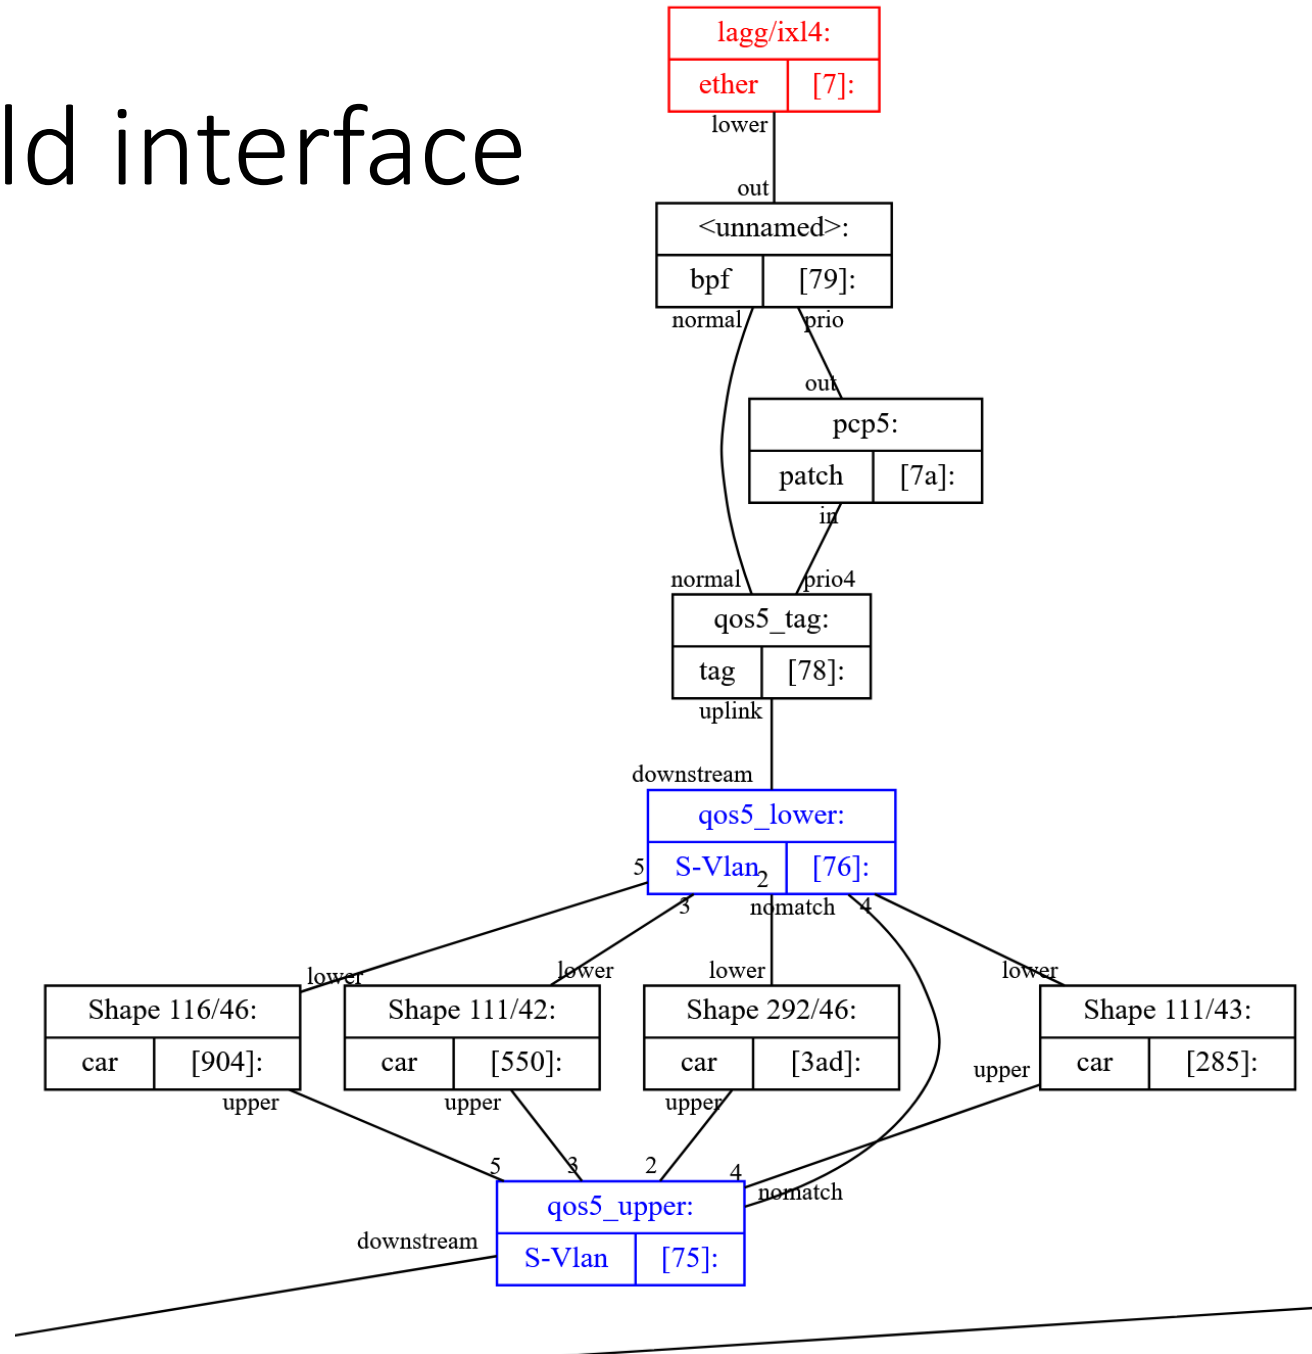 lagg/ixl4:
ether [7]:
lower
ld interface
out
<unnamed>:
bpf [79]:
normal prio
out
pcp5:
patch [7a]:
in
normal prio4
qos5_tag:
tag [78]:
uplink
downstream
qos5_lower:
S-Vlan [76]:
5 3 2 nomatch 4
lower lower lower lower
Shape 116/46: Shape 111/42: Shape 292/46: Shape 111/43:
car [904]: car [550]: car [3ad]: car [285]:
upper upper upper upper
5 3 2 4
nomatch
qos5_upper:
downstream
S-Vlan [75]: